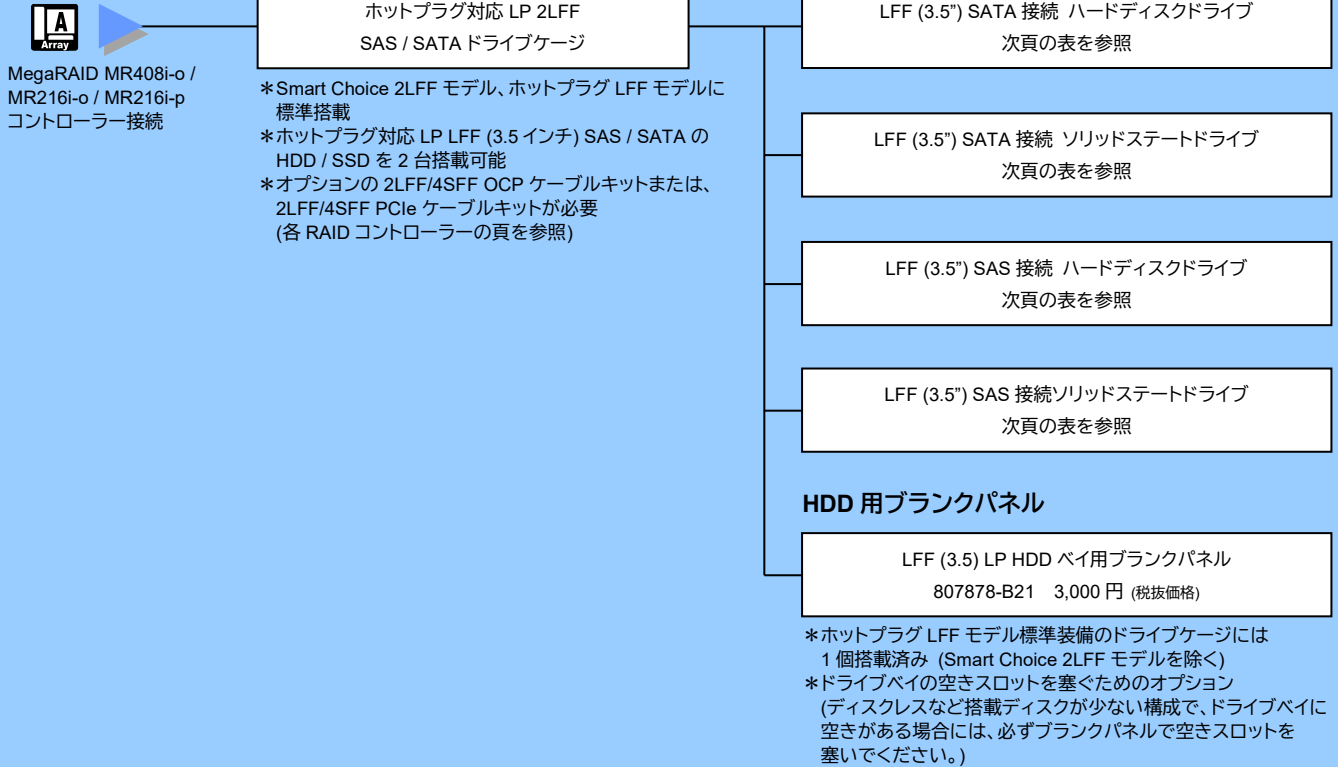 A
Array
MegaRAID MR408i-o /
MR216i-o / MR216i-p
コントローラー接続
ホットプラグ対応 LP 2LFF
SAS / SATA ドライブケージ
＊Smart Choice 2LFF モデル、ホットプラグ LFF モデルに
標準搭載
＊ホットプラグ対応 LP LFF (3.5 インチ) SAS / SATA の
HDD / SSD を 2 台搭載可能
＊オプションの 2LFF/4SFF OCP ケーブルキットまたは、
2LFF/4SFF PCIe ケーブルキットが必要
(各 RAID コントローラーの頁を参照)
LFF (3.5”) SATA 接続 ハードディスクドライブ
次頁の表を参照
LFF (3.5”) SATA 接続 ソリッドステートドライブ
次頁の表を参照
LFF (3.5”) SAS 接続 ハードディスクドライブ
次頁の表を参照
LFF (3.5”) SAS 接続ソリッドステートドライブ
次頁の表を参照
HDD 用ブランクパネル
LFF (3.5) LP HDD ベイ用ブランクパネル
807878-B21 3,000 円 (税抜価格)
＊ホットプラグ LFF モデル標準装備のドライブケージには
1 個搭載済み (Smart Choice 2LFF モデルを除く)
＊ドライブベイの空きスロットを塞ぐためのオプション
(ディスクレスなど搭載ディスクが少ない構成で、ドライブベイに
空きがある場合には、必ずブランクパネルで空きスロットを
塞いでください。)